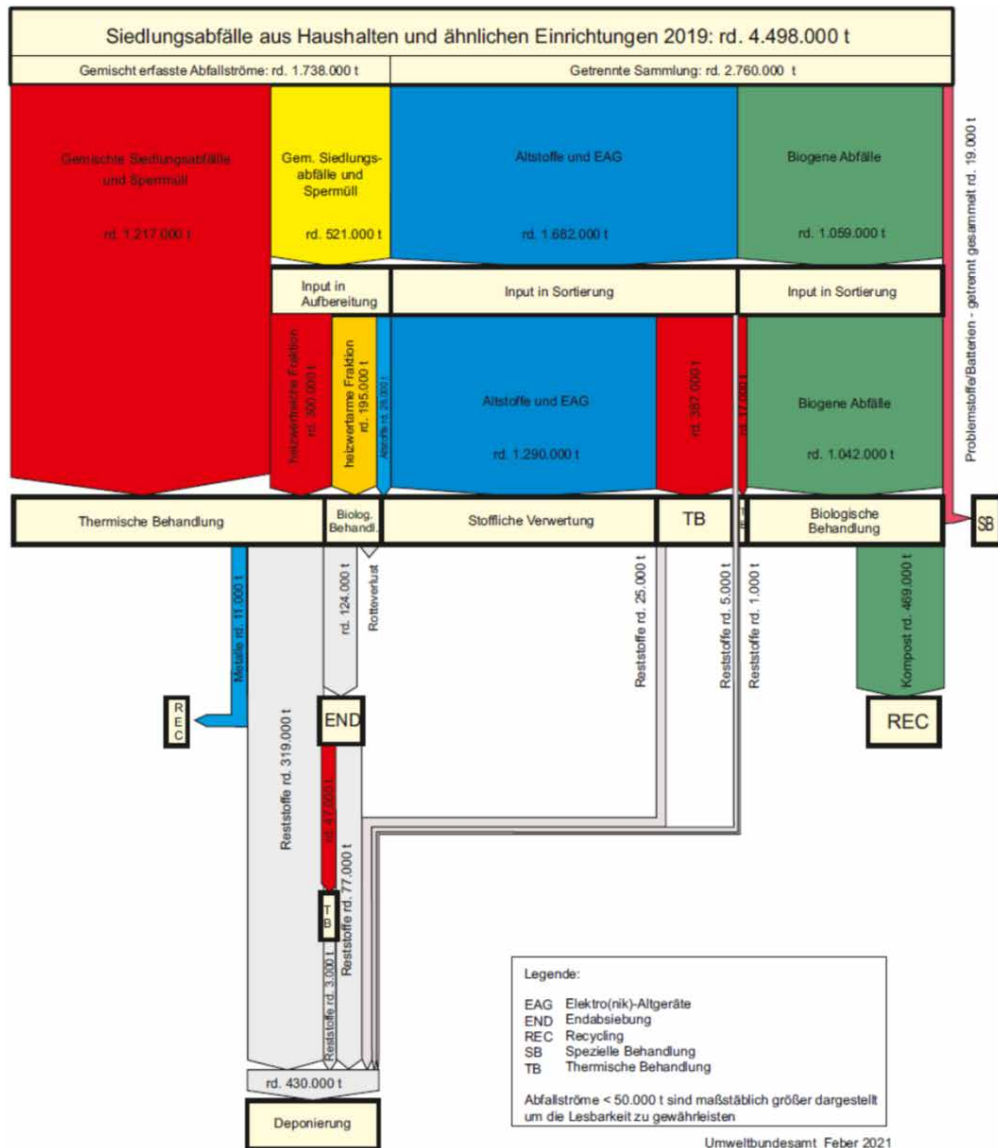 Siedlungsabfälle aus Haushalten und ähnlichen Einrichtungen 2019: rd. 4.498.000 t
Gemischt erfasste Abfallströme: rd. 1.738.000 t
Getrennte Sammlung: rd. 2.760.000 t
Gemischte Siedlungsabfälle
und Sperrmüll
rd. 1.217.000 t
Gem. Siedlungs-
abfälle und
Sperrmüll
rd. 521.000 t
Altstoffe und EAG
rd. 1.682.000 t
Biogene Abfälle
rd. 1.059.000 t
Problemstoffe/Batterien - getrennt gesammelt rd. 19.000 t
Input in
Aufbereitung
Input in Sortierung
Input in Sortierung
heizwertreiche Fraktion
rd. 300.000 t
heizwertarme Fraktion
rd. 195.000 t
Altstoffe rd. 26.000 t
Altstoffe und EAG
rd. 1.290.000 t
rd. 387.000 t
rd. 17.000 t
Biogene Abfälle
rd. 1.042.000 t
Thermische Behandlung
Biolog.
Behandl.
Stoffliche Verwertung
TB
Biologische
Behandlung
SB
Metalle rd. 11.000 t
Reststoffe rd. 319.000 t
rd. 124.000 t
Rotteverlust
Reststoffe rd. 25.000 t
Reststoffe rd. 5.000 t
Reststoffe rd. 1.000 t
Kompost rd. 469.000 t
REC
END
REC
rd. 47.000 t
Reststoffe rd. 77.000 t
TB
Reststoffe rd. 3.000 t
rd. 430.000 t
Deponierung
Legende:
EAG Elektro(nik)-Altgeräte
END Endabsiebung
REC Recycling
SB Spezielle Behandlung
TB Thermische Behandlung
Abfallströme < 50.000 t sind maßstäblich größer dargestellt
um die Lesbarkeit zu gewährleisten
Umweltbundesamt Feber 2021